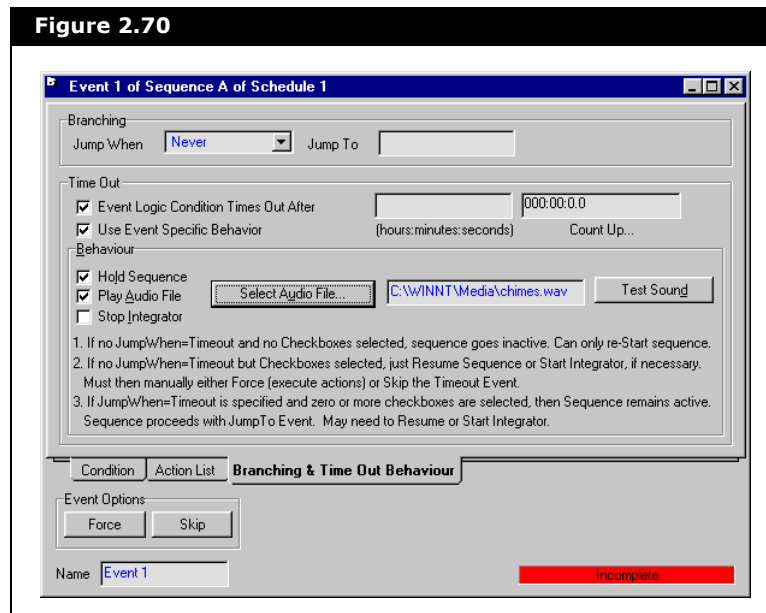 Figure 2.70
Event 1 of Sequence A of Schedule 1
Branching
Jump When Never Jump To
Time Out
Event Logic Condition Times Out After 000:00:0.0
Use Event Specific Behavior (hours:minutes:seconds) Count Up...
Behaviour
Hold Sequence
Play Audio File Select Audio File... C:\WINNT\Media\chimes.wav Test Sound
Stop Integrator
1. If no JumpWhen=Timeout and no Checkboxes selected, sequence goes inactive. Can only re-Start sequence.
2. If no JumpWhen=Timeout but Checkboxes selected, just Resume Sequence or Start Integrator, if necessary.
Must then manually either Force (execute actions) or Skip the Timeout Event.
3. If JumpWhen=Timeout is specified and zero or more checkboxes are selected, then Sequence remains active.
Sequence proceeds with JumpTo Event. May need to Resume or Start Integrator.
Condition Action List Branching & Time Out Behaviour
Event Options
Force Skip
Name Event 1 Incomplete